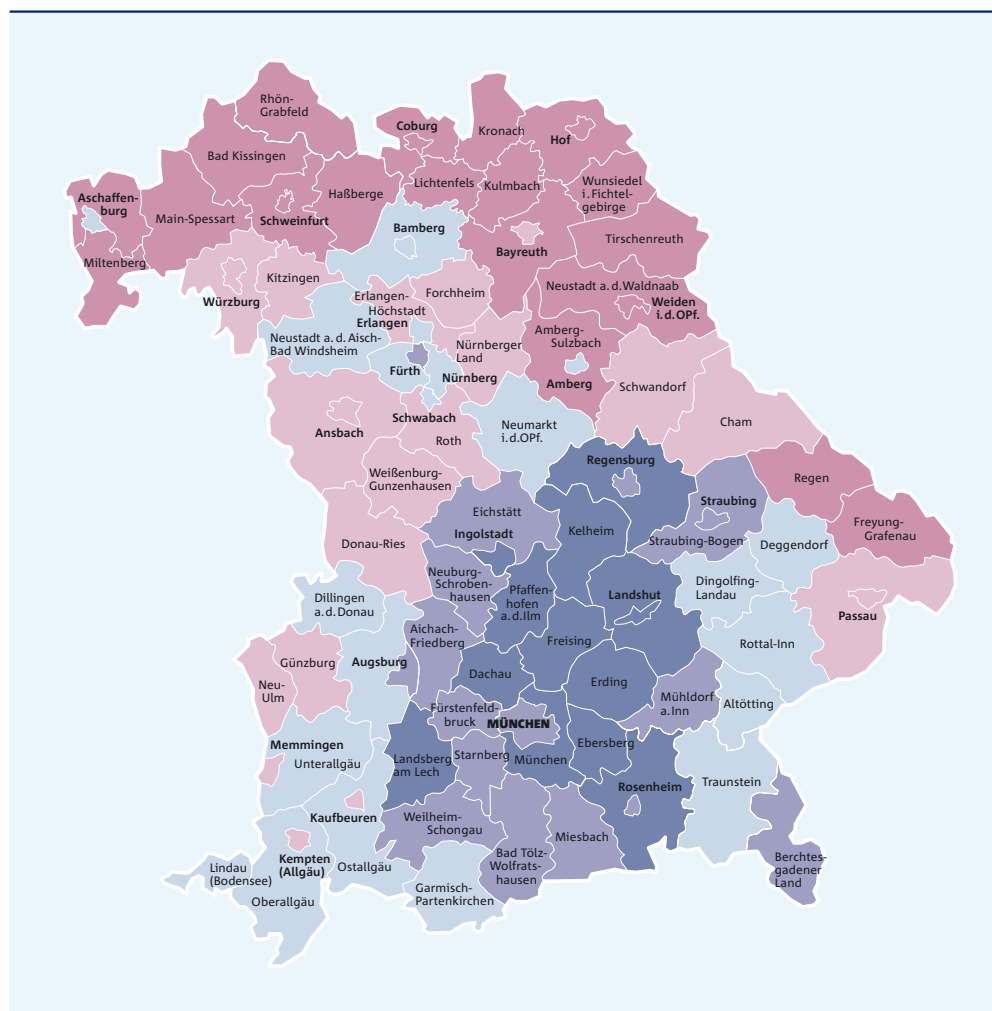 Rhön-
Grabfeld
Coburg
Kronach
Hof
Bad Kissingen
Lichtenfels
Kulmbach
Wunsiedel
i. Fichtel-
gebirge
Aschaffen-
burg
Main-Spessart
Schweinfurt
Haßberge
Bamberg
Bayreuth
Tirschenreuth
Miltenberg
Würzburg
Kitzingen
Erlangen-
Höchstadt
Erlangen
Forchheim
Neustadt a. d. Waldnaab
Weiden
i. d. OPf.
Neustadt a. d. Aisch-
Bad Windsheim
Fürth
Nürnberg
Nürnberger
Land
Amberg-
Sulzbach
Amberg
Schwandorf
Cham
Ansbach
Schwabach
Roth
Neumarkt
i. d. OPf.
Weißenburg-
Gunzenhausen
Regensburg
Regen
Straubing
Freyung-
Grafenau
Eichstätt
Ingolstadt
Kelheim
Straubing-Bogen
Deggendorf
Donau-Ries
Neuburg-
Schroben-
hausen
Pfaffen-
hofen
a. d. Ilm
Landshut
Dingolfing-
Landau
Passau
Dillingen
a. d. Donau
Aichach-
Friedberg
Freising
Rottal-Inn
Günzburg
Augsburg
Dachau
Erding
Mühldorf
a. Inn
Altötting
Neu-
Ulm
Fürstenfeld-
bruck
MÜNCHEN
Memmingen
Unterallgäu
Landsberg
am Lech
Starnberg
München
Ebersberg
Rosenheim
Traunstein
Kaufbeuren
Weilheim-
Schongau
Miesbach
Bad Tölz-
Wolfrats-
hausen
Berchtes-
gadener
Land
Lindau
(Bodensee)
Kempten
(Allgäu)
Ostallgäu
Oberallgäu
Garmisch-
Partenkirchen